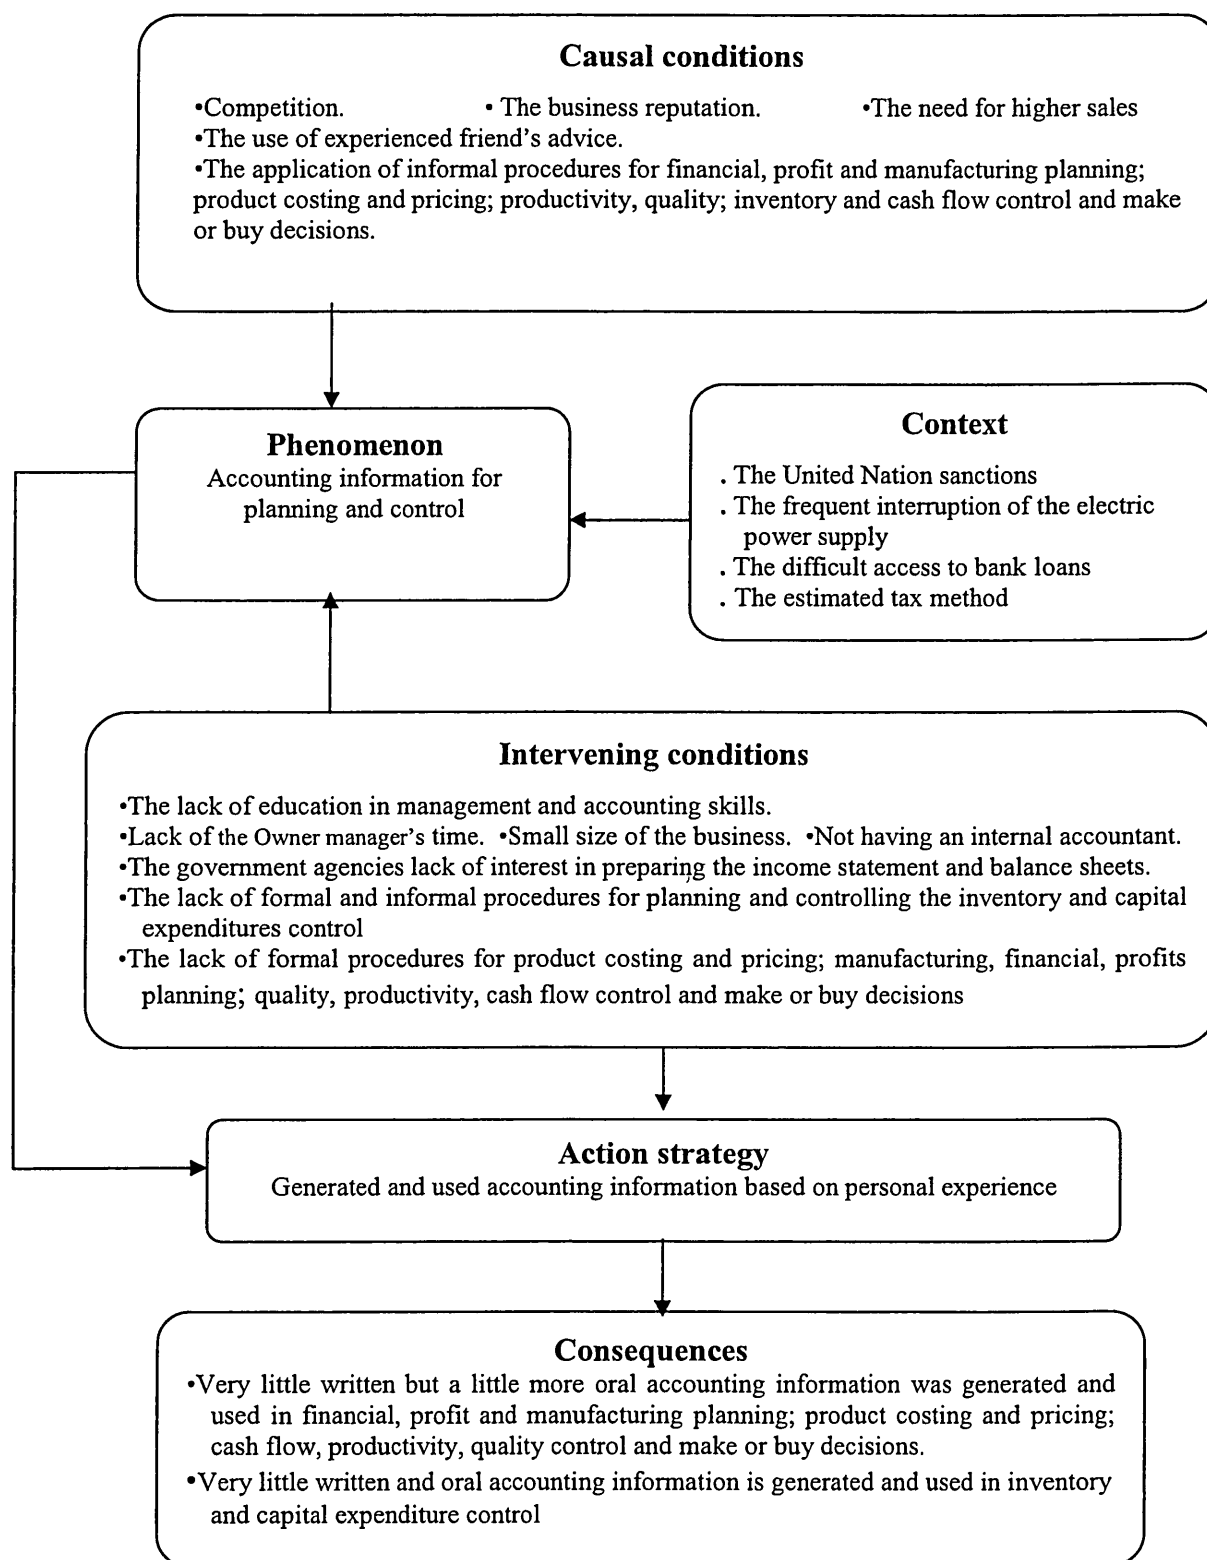 Causal conditions
•Competition. • The business reputation. •The need for higher sales
•The use of experienced friend's advice.
•The application of informal procedures for financial, profit and manufacturing planning;
product costing and pricing; productivity, quality; inventory and cash flow control and make
or buy decisions.
Phenomenon
Accounting information for
planning and control
Context
. The United Nation sanctions
. The frequent interruption of the electric
power supply
. The difficult access to bank loans
. The estimated tax method
Intervening conditions
•The lack of education in management and accounting skills.
•Lack of the Owner manager's time. •Small size of the business. •Not having an internal accountant.
•The government agencies lack of interest in preparing the income statement and balance sheets.
•The lack of formal and informal procedures for planning and controlling the inventory and capital
expenditures control
•The lack of formal procedures for product costing and pricing; manufacturing, financial, profits
planning; quality, productivity, cash flow control and make or buy decisions
Action strategy
Generated and used accounting information based on personal experience
Consequences
•Very little written but a little more oral accounting information was generated and
used in financial, profit and manufacturing planning; product costing and pricing;
cash flow, productivity, quality control and make or buy decisions.
•Very little written and oral accounting information is generated and used in inventory
and capital expenditure control